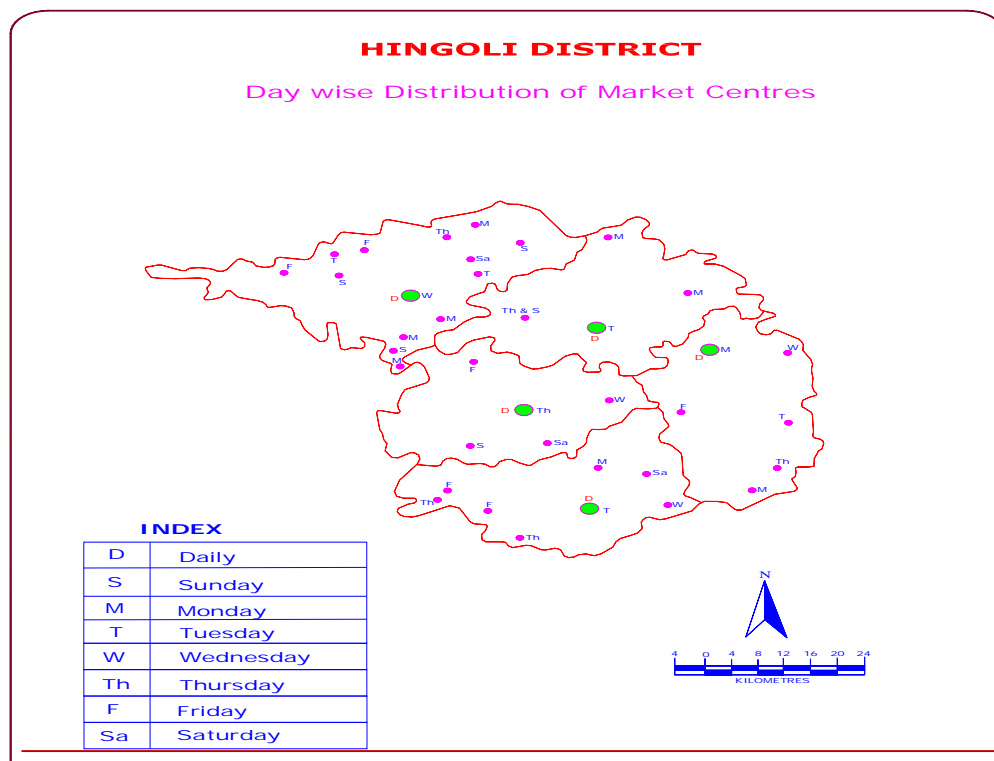 HINGOLI DISTRICT
Day wise Distribution of Market Centres
M
Th
M
F
S
T
Sa
F
T
S
M
D W
Th & S
M
T
D
M
M
D
W
S
M
F
W
D Th
F
T
S
Sa
M
Sa
Th
F
M
Th
F
D
T
W
Th
INDEX
D Daily
S Sunday
M Monday
T Tuesday
W Wednesday
Th Thursday
F Friday
Sa Saturday
N
4 0 4 8 12 16 20 24
KILOMETRES